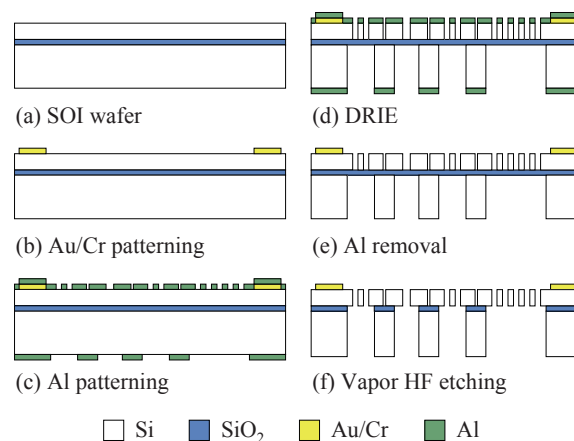 (a) SOI wafer
(b) Au/Cr patterning
(c) Al patterning
(d) DRIE
(e) Al removal
(f) Vapor HF etching
Si SiO₂ Au/Cr Al